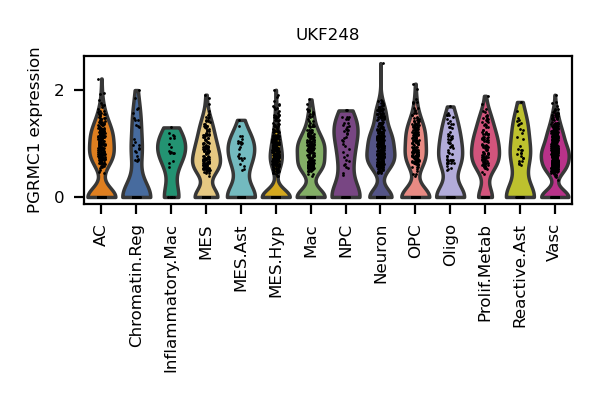 UKF248
PGRMC1 expression
2
0
AC
Chromatin.Reg
Inflammatory.Mac
MES
MES.Ast
MES.Hyp
Mac
NPC
Neuron
OPC
Oligo
Prolif.Metab
Reactive.Ast
Vasc